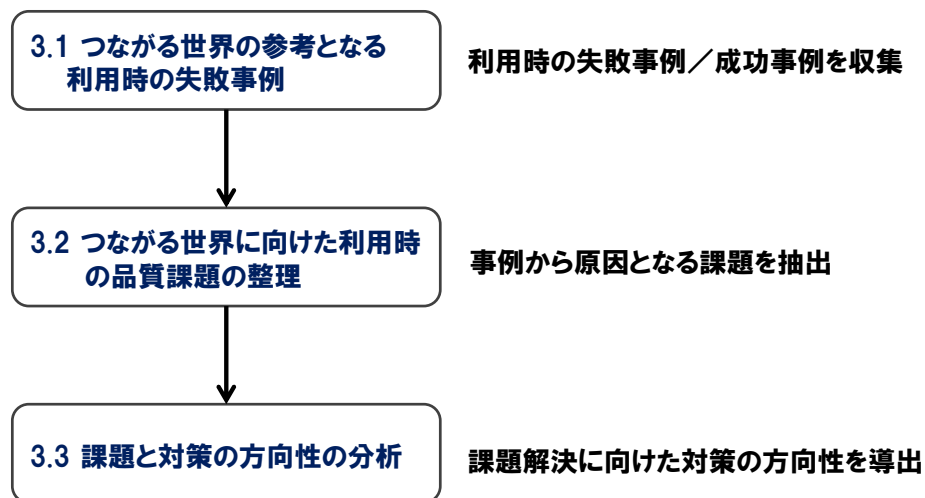 3.1 つながる世界の参考となる
利用時の失敗事例
利用時の失敗事例／成功事例を収集
3.2 つながる世界に向けた利用時
の品質課題の整理
事例から原因となる課題を抽出
3.3 課題と対策の方向性の分析
課題解決に向けた対策の方向性を導出